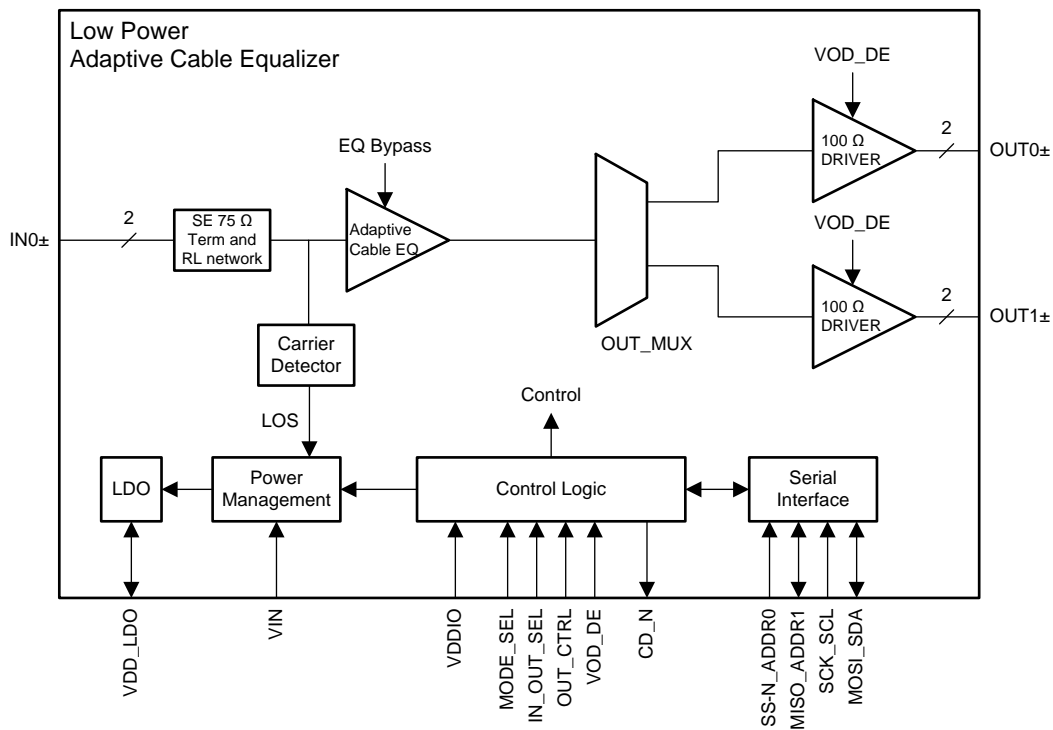 Low Power
Adaptive Cable Equalizer
VOD_DE
EQ Bypass
100 Ω
DRIVER
2
OUT0±
IN0±
2
SE 75 Ω
Term and
RL network
Adaptive
Cable EQ
VOD_DE
100 Ω
DRIVER
2
OUT1±
OUT_MUX
Carrier
Detector
LOS
Control
LDO
Power
Management
Control Logic
Serial
Interface
VDD_LDO
VIN
VDDIO
MODE_SEL
IN_OUT_SEL
OUT_CTRL
VOD_DE
CD_N
SS-N_ADDR0
MISO_ADDR1
SCK_SCL
MOSI_SDA